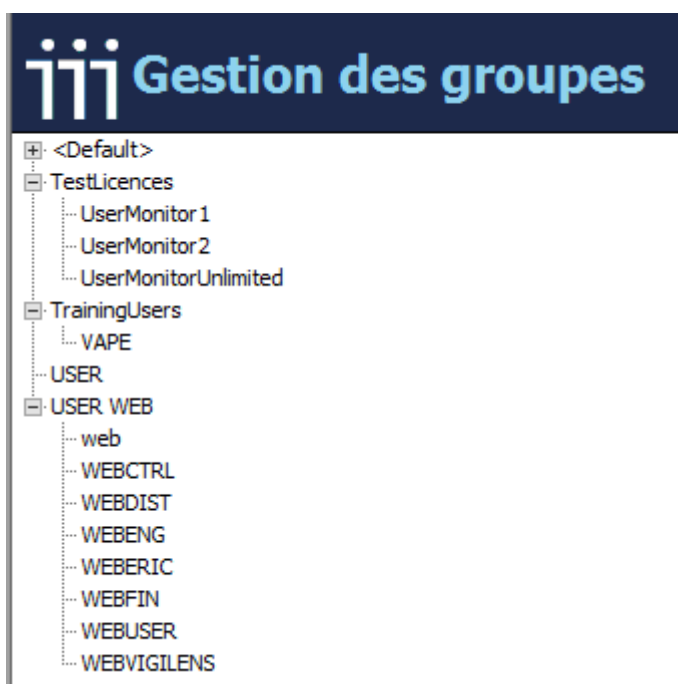 Gestion des groupes
<Default>
TestLicences
UserMonitor1
UserMonitor2
UserMonitorUnlimited
TrainingUsers
VAPE
USER
USER WEB
web
WEBCTRL
WEBDIST
WEBENG
WEBERIC
WEBFIN
WEBUSER
WEBVIGILENS